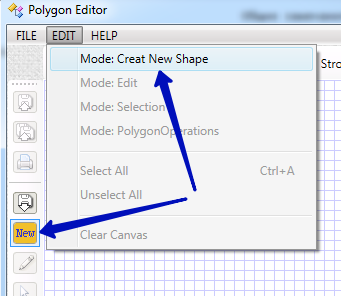 Polygon Editor
FILE EDIT HELP
Mode: Creat New Shape
Stro
Mode: Edit
Mode: Selection
Mode: PolygonOperations
Select All Ctrl+A
Unselect All
New
Clear Canvas